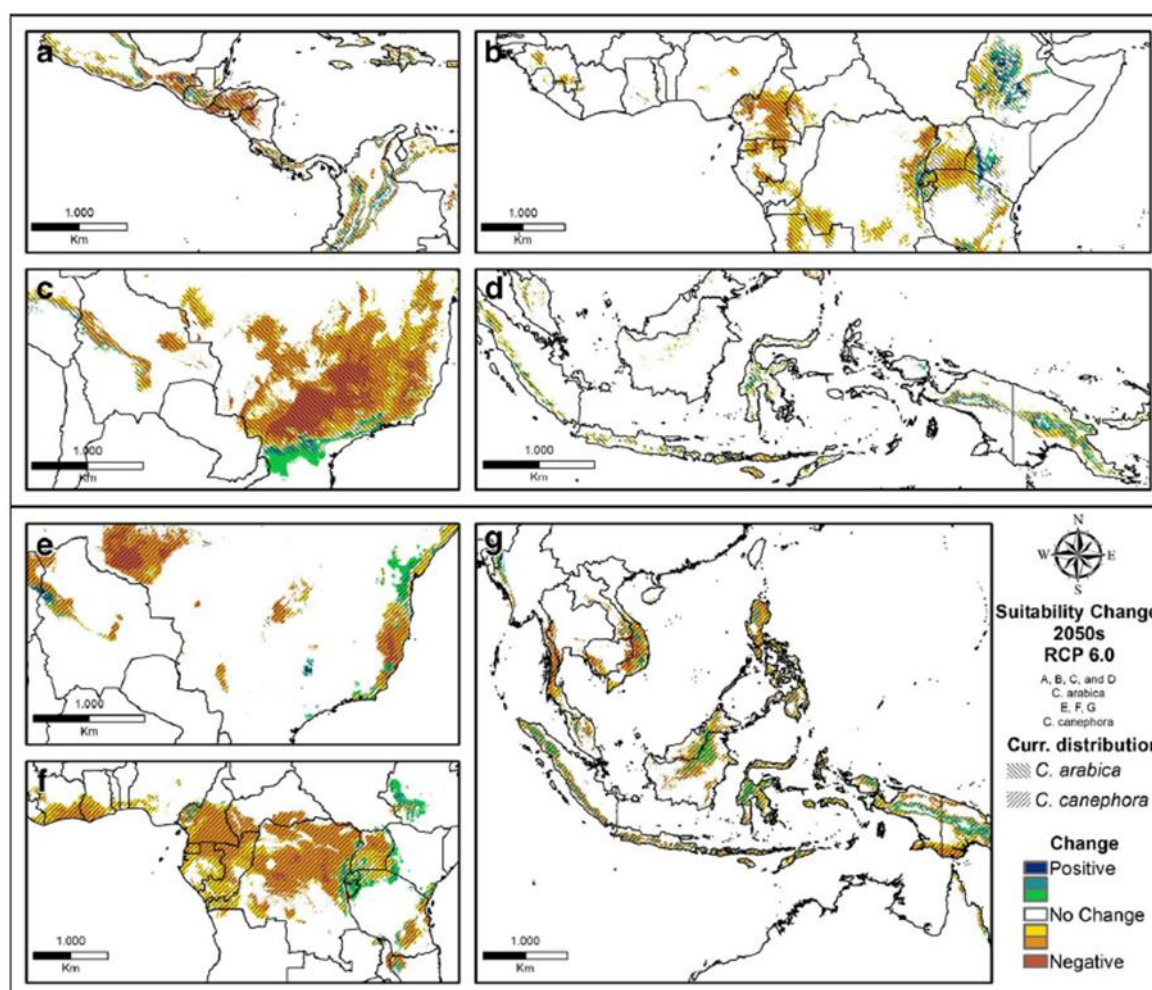 a
1.000
Km
b
1.000
Km
c
1.000
Km
d
1.000
Km
e
1.000
Km
f
1.000
Km
g
1.000
Km
N
W E
S
Suitability Change
2050s
RCP 6.0
A, B, C, and D
C. arabica
E, F, G
C. canephora
Curr. distribution
C. arabica
C. canephora
Change
Positive
No Change
Negative